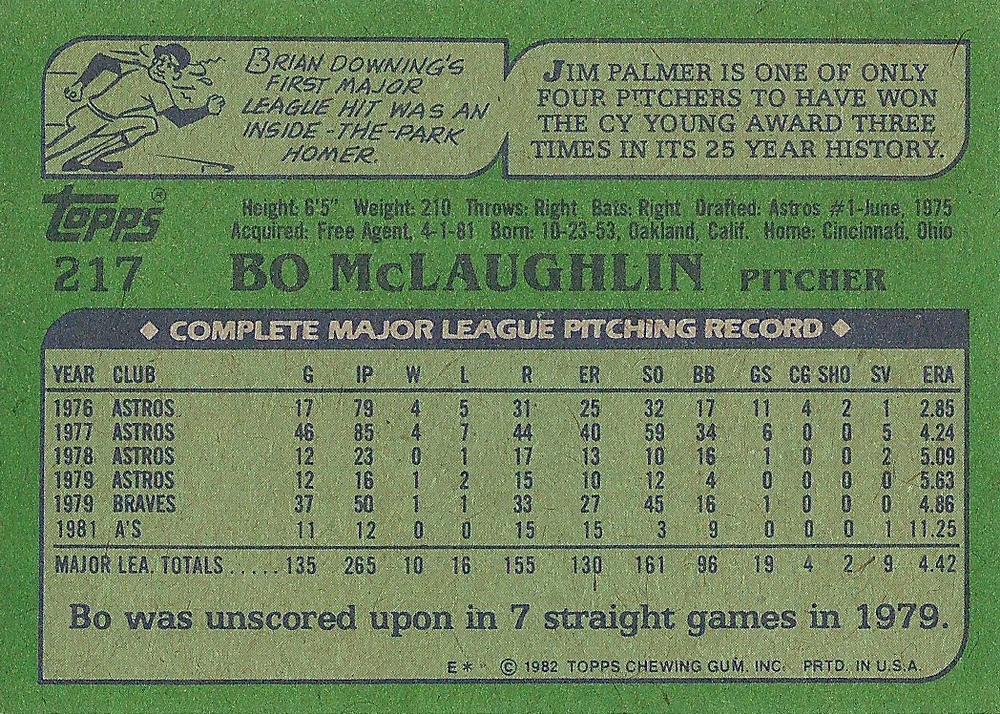 BRIAN DOWNING'S
FIRST MAJOR
LEAGUE HIT WAS AN
INSIDE-THE-PARK
HOMER.
JIM PALMER IS ONE OF ONLY
FOUR PITCHERS TO HAVE WON
THE CY YOUNG AWARD THREE
TIMES IN ITS 25 YEAR HISTORY.
Topps®
Height: 6'5" Weight: 210 Throws: Right Bats: Right Drafted: Astros #1-June, 1975
Acquired: Free Agent, 4-1-81 Born: 10-23-53, Oakland, Calif. Home: Cincinnati, Ohio
217 BO McLAUGHLIN PITCHER
◆ COMPLETE MAJOR LEAGUE PITCHING RECORD ◆
YEAR CLUB G IP W L R ER SO BB GS CG SHO SV ERA
1976 ASTROS 17 79 4 5 31 25 32 17 11 4 2 1 2.85
1977 ASTROS 46 85 4 7 44 40 59 34 6 0 0 5 4.24
1978 ASTROS 12 23 0 1 17 13 10 16 1 0 0 2 5.09
1979 ASTROS 12 16 1 2 15 10 12 4 0 0 0 0 5.63
1979 BRAVES 37 50 1 1 33 27 45 16 1 0 0 0 4.86
1981 A'S 11 12 0 0 15 15 3 9 0 0 0 1 11.25
MAJOR LEA. TOTALS.....135 265 10 16 155 130 161 96 19 4 2 9 4.42
Bo was unscored upon in 7 straight games in 1979.
E* © 1982 TOPPS CHEWING GUM, INC. PRTD. IN U.S.A.